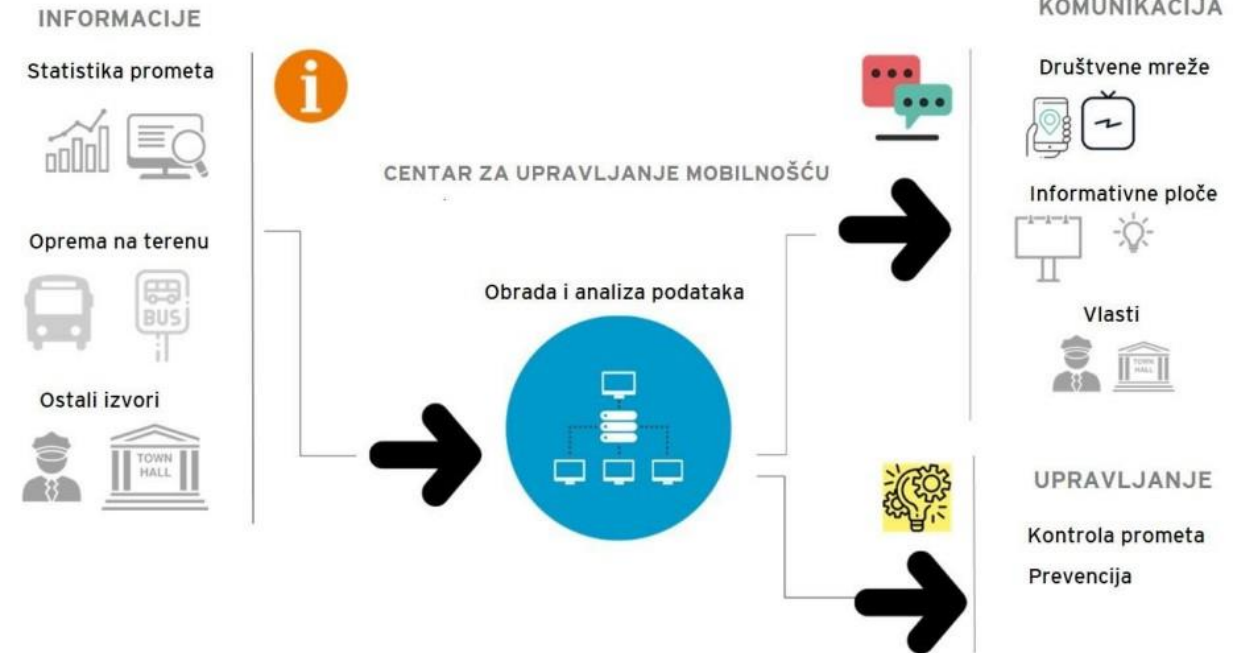 INFORMACIJE
Statistika prometa
Oprema na terenu
BUS
Ostali izvori
TOWN
HALL
CENTAR ZA UPRAVLJANJE MOBILNOŠĆU
Obrada i analiza podataka
KOMUNIKACIJA
Društvene mreže
Informativne ploče
Vlasti
TOWN
HALL
UPRAVLJANJE
Kontrola prometa
Prevencija